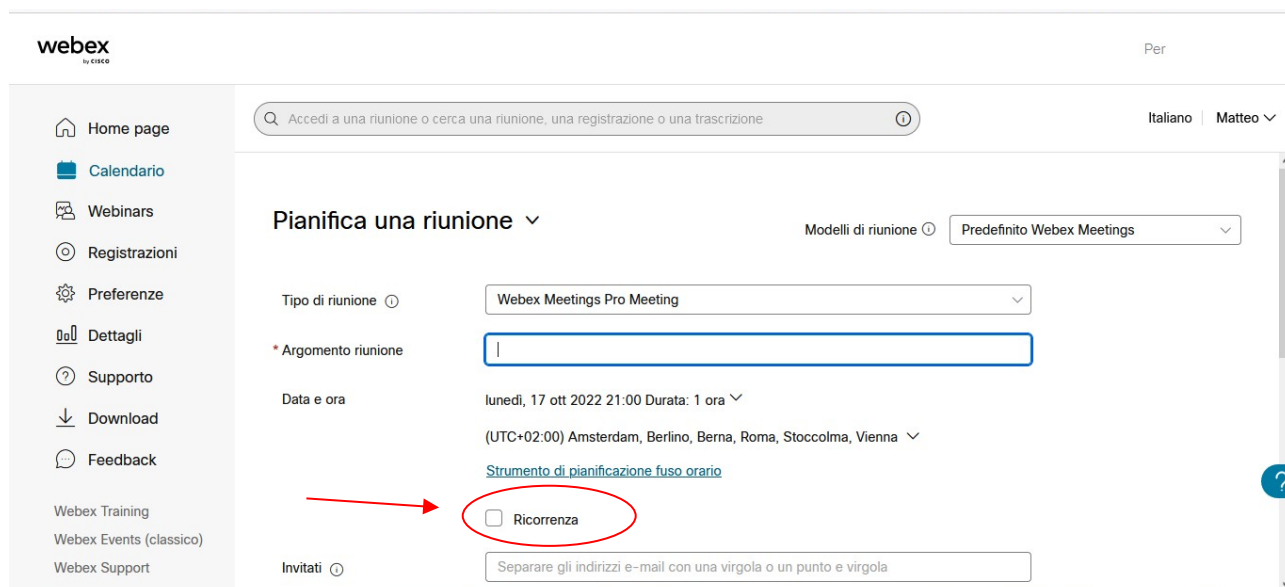 webex
by CISCO
Per
Home page
Calendario
Webinars
Registrazioni
Preferenze
Dettagli
Supporto
Download
Feedback
Webex Training
Webex Events (classico)
Webex Support
Accedi a una riunione o cerca una riunione, una registrazione o una trascrizione
Italiano
Matteo
Pianifica una riunione
Modelli di riunione
Predefinito Webex Meetings
Tipo di riunione
Webex Meetings Pro Meeting
* Argomento riunione
Data e ora
lunedì, 17 ott 2022 21:00 Durata: 1 ora
(UTC+02:00) Amsterdam, Berlino, Berna, Roma, Stoccolma, Vienna
Strumento di pianificazione fuso orario
Ricorrenza
Invitati
Separare gli indirizzi e-mail con una virgola o un punto e virgola
?